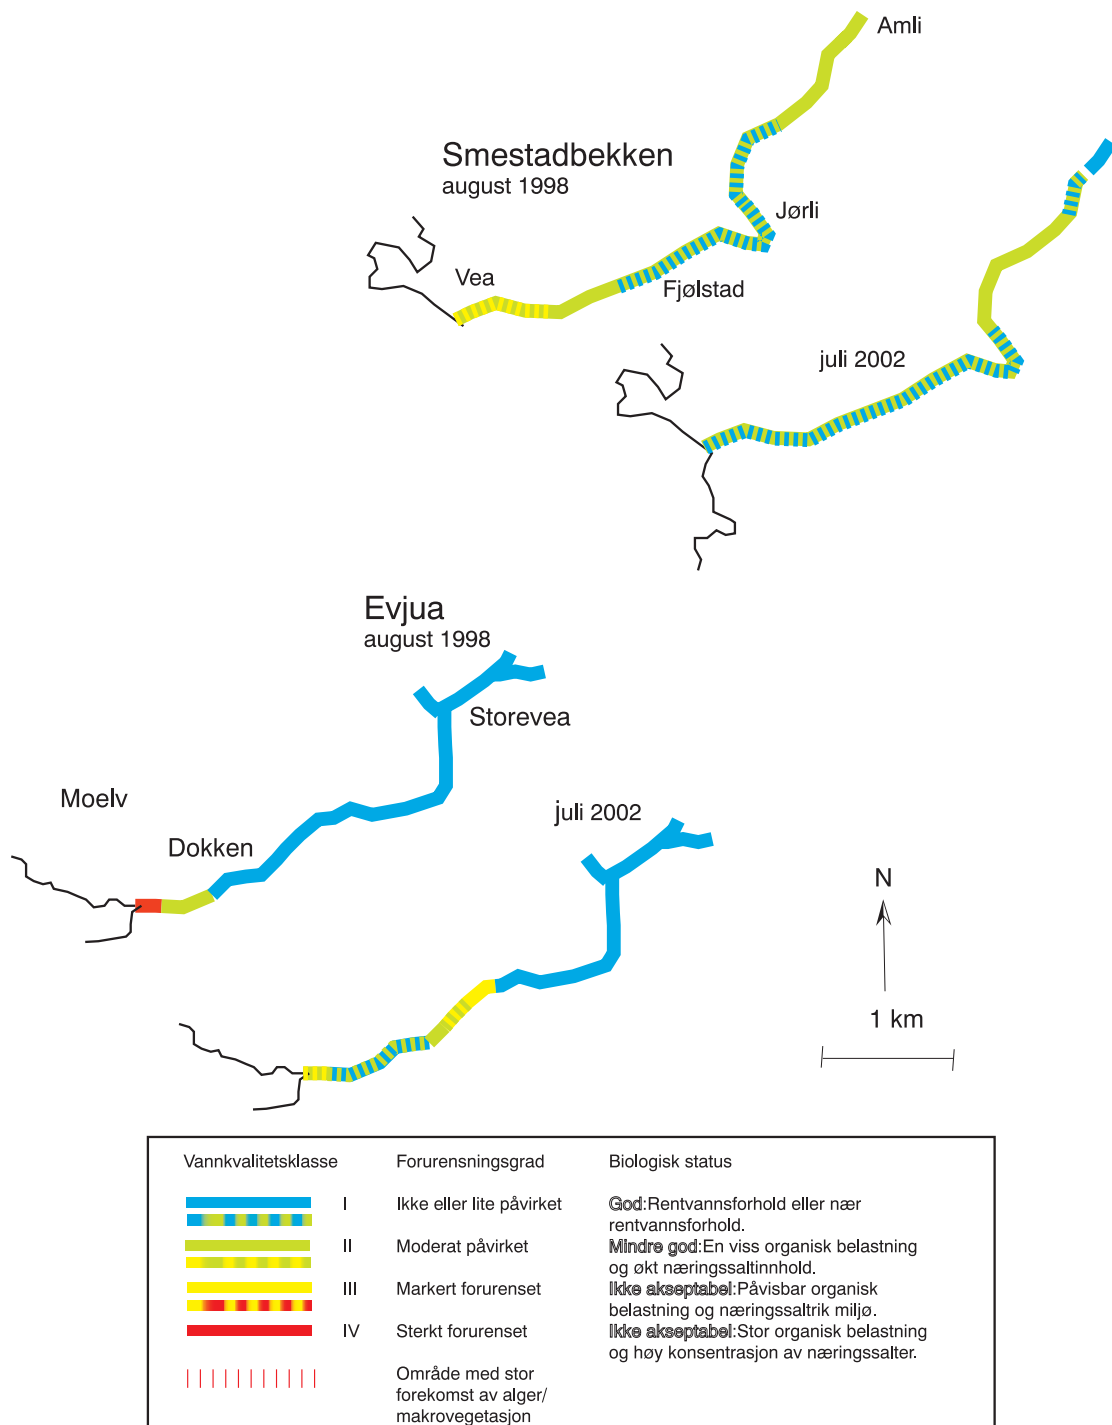 Amli
Smestadbekken
august 1998
Jørli
Vea
Fjølstad
juli 2002
Evjua
august 1998
Storevea
Moelv
juli 2002
Dokken
N
1 km
Vannkvalitetsklasse Forurensningsgrad Biologisk status
I Ikke eller lite påvirket God:Rentvannsforhold eller nær
rentvannsforhold.
II Moderat påvirket Mindre god:En viss organisk belastning
og økt næringssaltinnhold.
III Markert forurenset Ikke akseptabel:Påvisbar organisk
belastning og næringssaltrik miljø.
IV Sterkt forurenset Ikke akseptabel:Stor organisk belastning
og høy konsentrasjon av næringssalter.
Område med stor
forekomst av alger/
makrovegetasjon